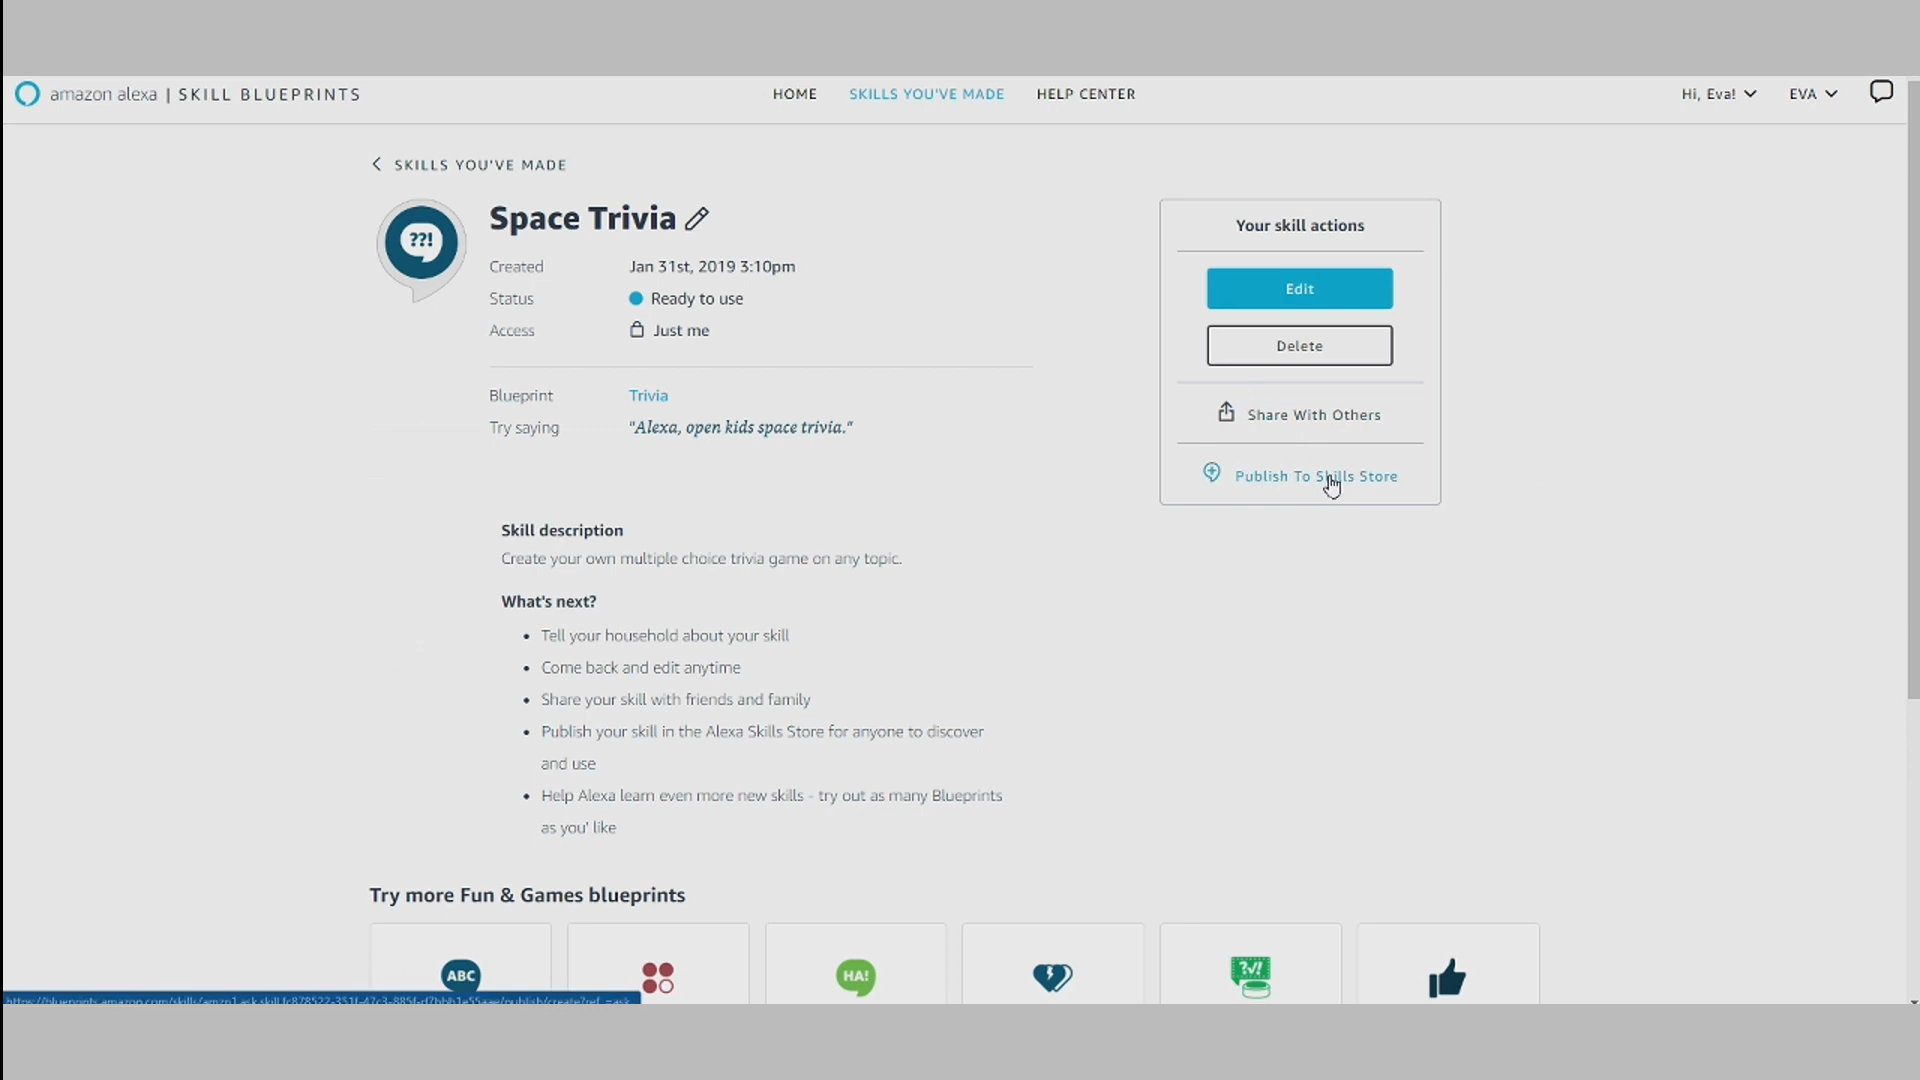 amazon alexa | SKILL BLUEPRINTS
HOME SKILLS YOU'VE MADE HELP CENTER
Hi, Eva! EVA
SKILLS YOU'VE MADE
??!
Space Trivia
Created Jan 31st, 2019 3:10pm
Status Ready to use
Access Just me
Blueprint Trivia
Try saying "Alexa, open kids space trivia."
Your skill actions
Edit
Delete
Share With Others
Publish To Skills Store
Skill description
Create your own multiple choice trivia game on any topic.
What's next?
Tell your household about your skill
Come back and edit anytime
Share your skill with friends and family
Publish your skill in the Alexa Skills Store for anyone to discover
and use
Help Alexa learn even more new skills - try out as many Blueprints
as you' like
Try more Fun & Games blueprints
ABC
HA!